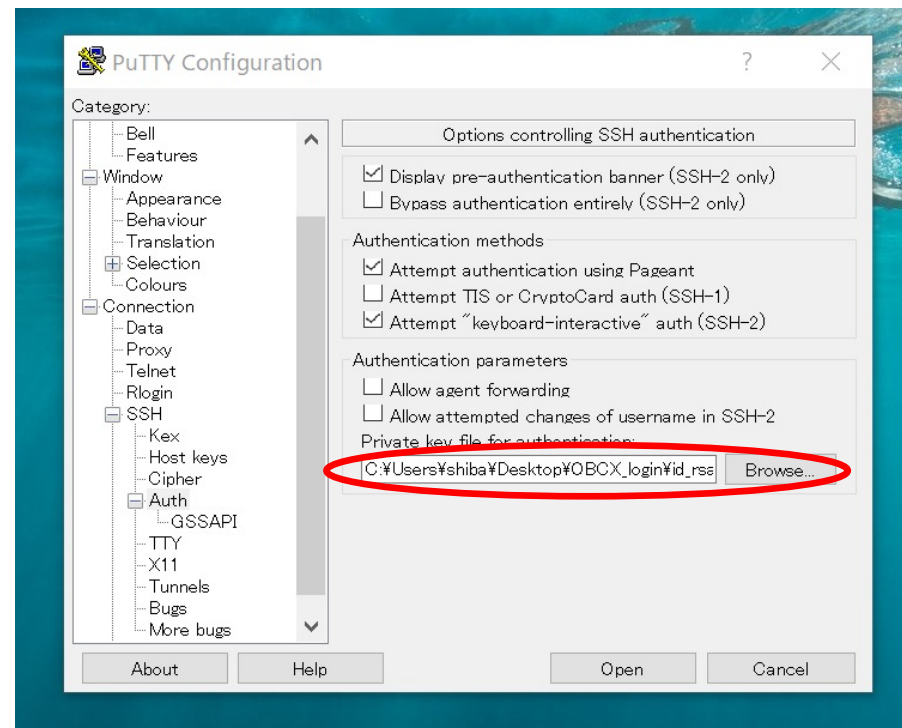 PuTTY Configuration
?
Category:
Bell
Features
Window
Appearance
Behaviour
Translation
Selection
Colours
Connection
Data
Proxy
Telnet
Rlogin
SSH
Kex
Host keys
Cipher
Auth
GSSAPI
TTY
X11
Tunnels
Bugs
More bugs
Options controlling SSH authentication
Display pre-authentication banner (SSH-2 only)
Bypass authentication entirely (SSH-2 only)
Authentication methods
Attempt authentication using Pageant
Attempt TIS or CryptoCard auth (SSH-1)
Attempt "keyboard-interactive" auth (SSH-2)
Authentication parameters
Allow agent forwarding
Allow attempted changes of username in SSH-2
Private key file for authentication:
C:¥Users¥shiba¥Desktop¥OBCX_login¥id_rsa Browse...
About Help Open Cancel